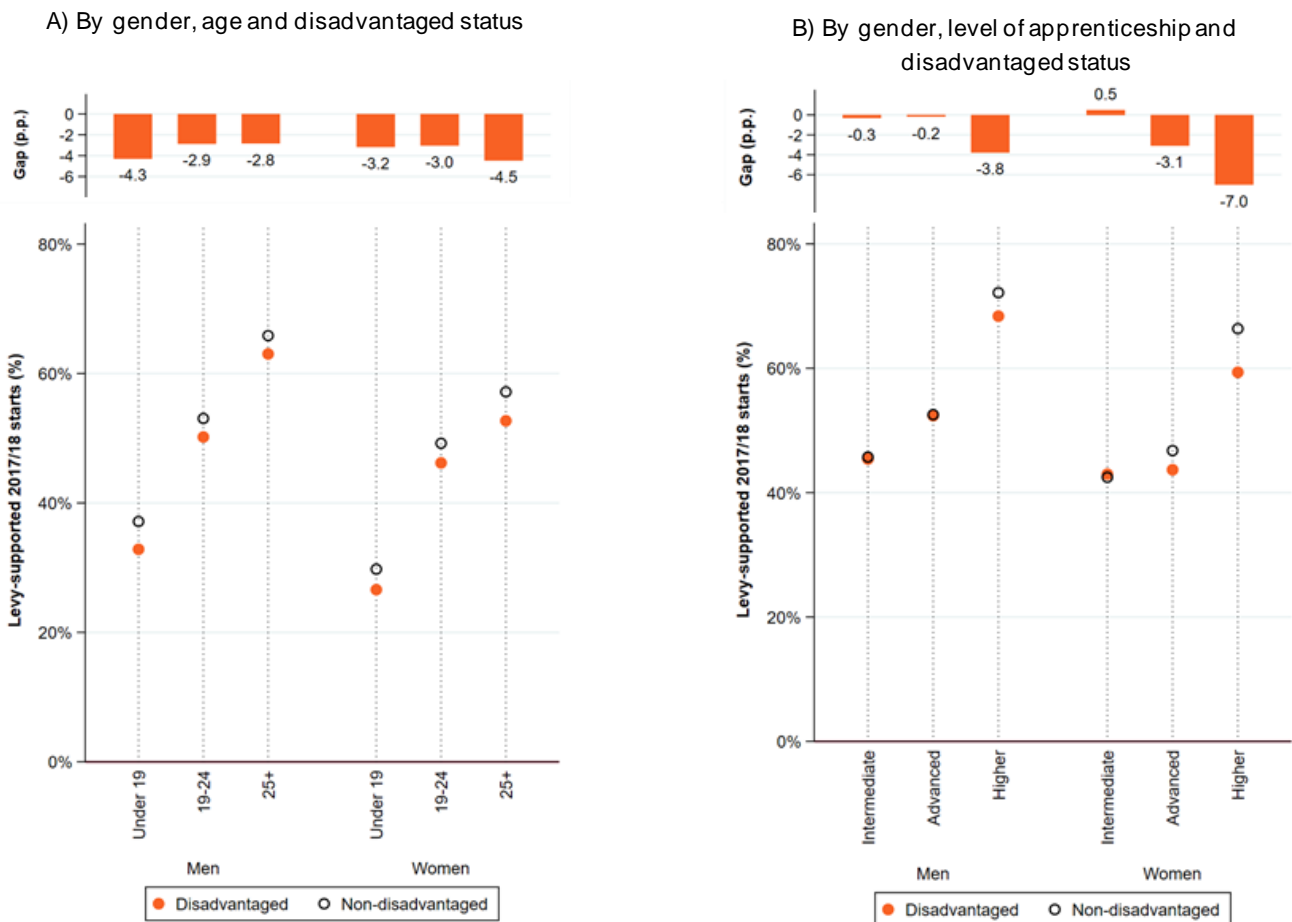 A) By gender, age and disadvantaged status
Gap (p.p.)
0
-2
-4
-6
-4.3
-2.9
-2.8
-3.2
-3.0
-4.5
Levy-supported 2017/18 starts (%)
80%
60%
40%
20%
0%
Under 19
19-24
25+
Under 19
19-24
25+
Men
Women
Disadvantaged
Non-disadvantaged
B) By gender, level of apprenticeship and
disadvantaged status
Gap (p.p.)
0
-2
-4
-6
-0.3
-0.2
-3.8
0.5
-3.1
-7.0
Levy-supported 2017/18 starts (%)
80%
60%
40%
20%
0%
Intermediate
Advanced
Higher
Intermediate
Advanced
Higher
Men
Women
Disadvantaged
Non-disadvantaged